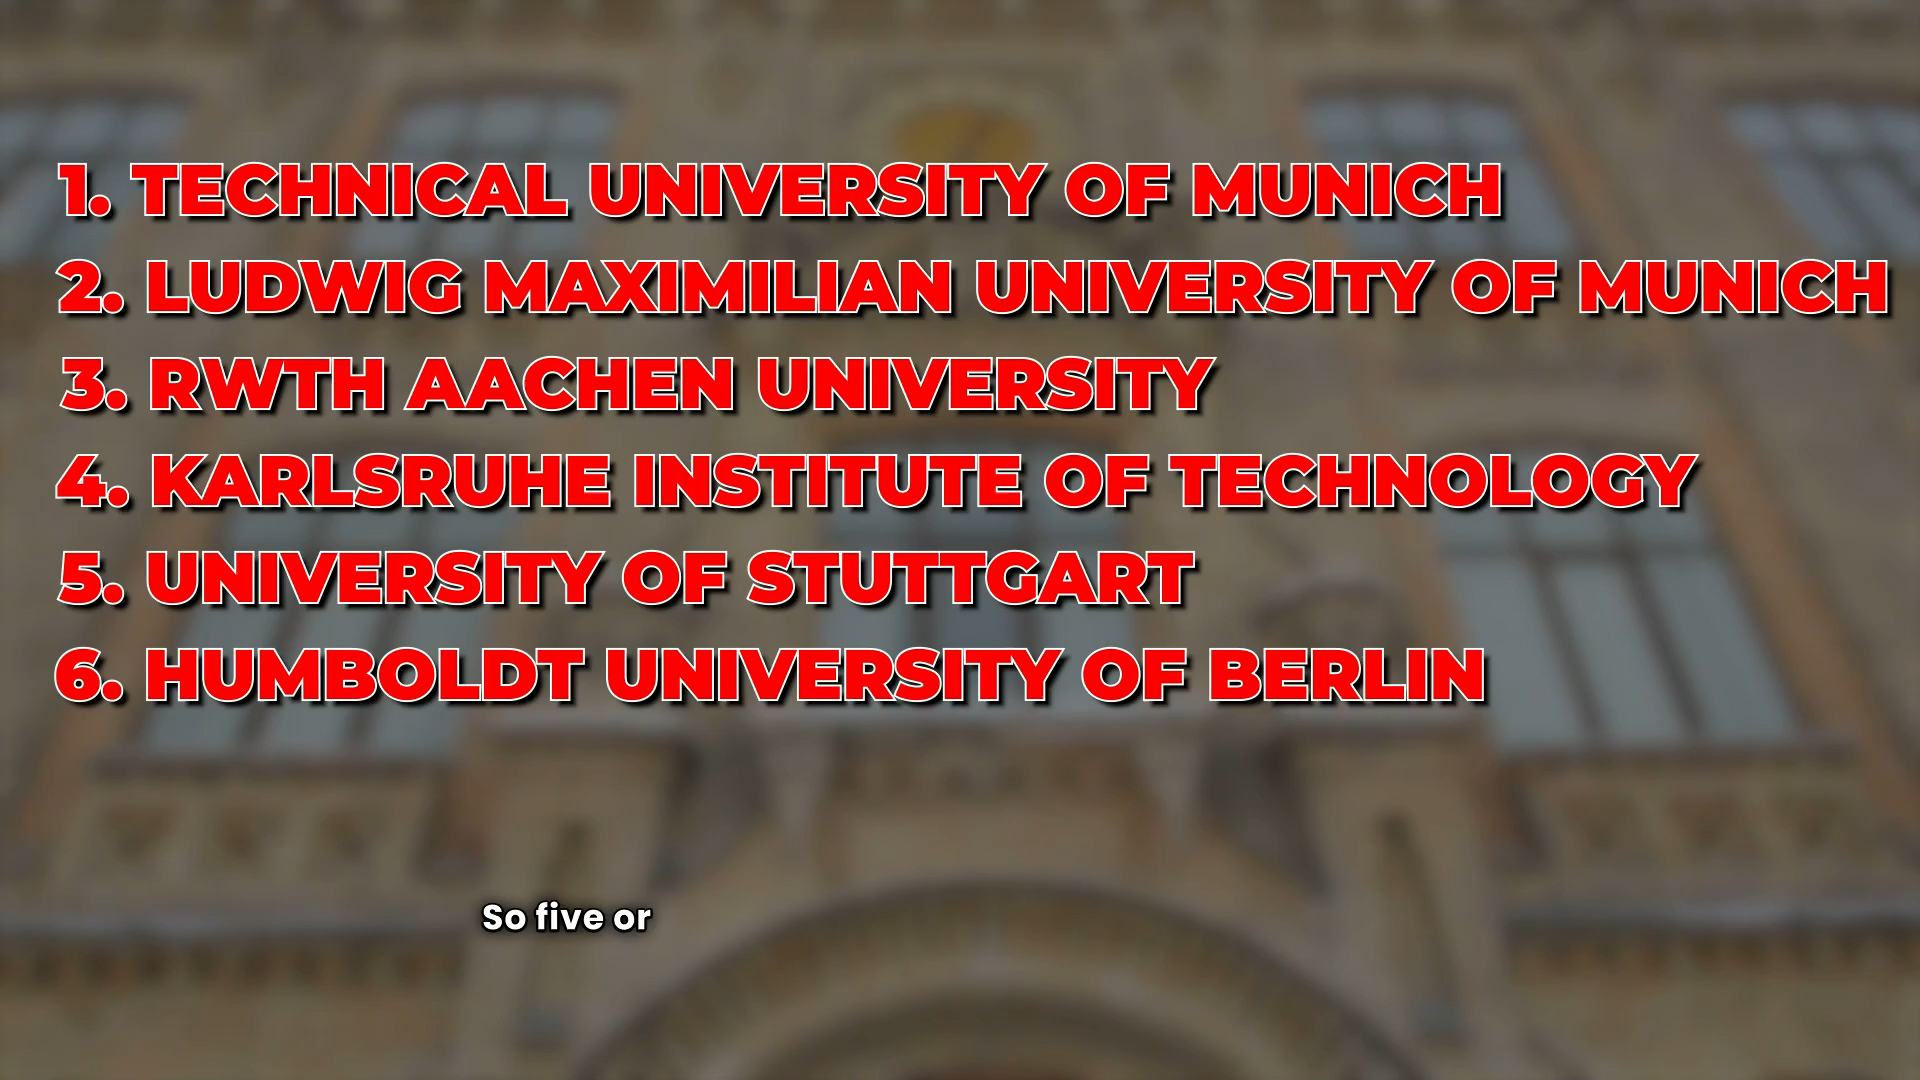 1. TECHNICAL UNIVERSITY OF MUNICH
2. LUDWIG MAXIMILIAN UNIVERSITY OF MUNICH
3. RWTH AACHEN UNIVERSITY
4. KARLSRUHE INSTITUTE OF TECHNOLOGY
5. UNIVERSITY OF STUTTGART
6. HUMBOLDT UNIVERSITY OF BERLIN
So five or